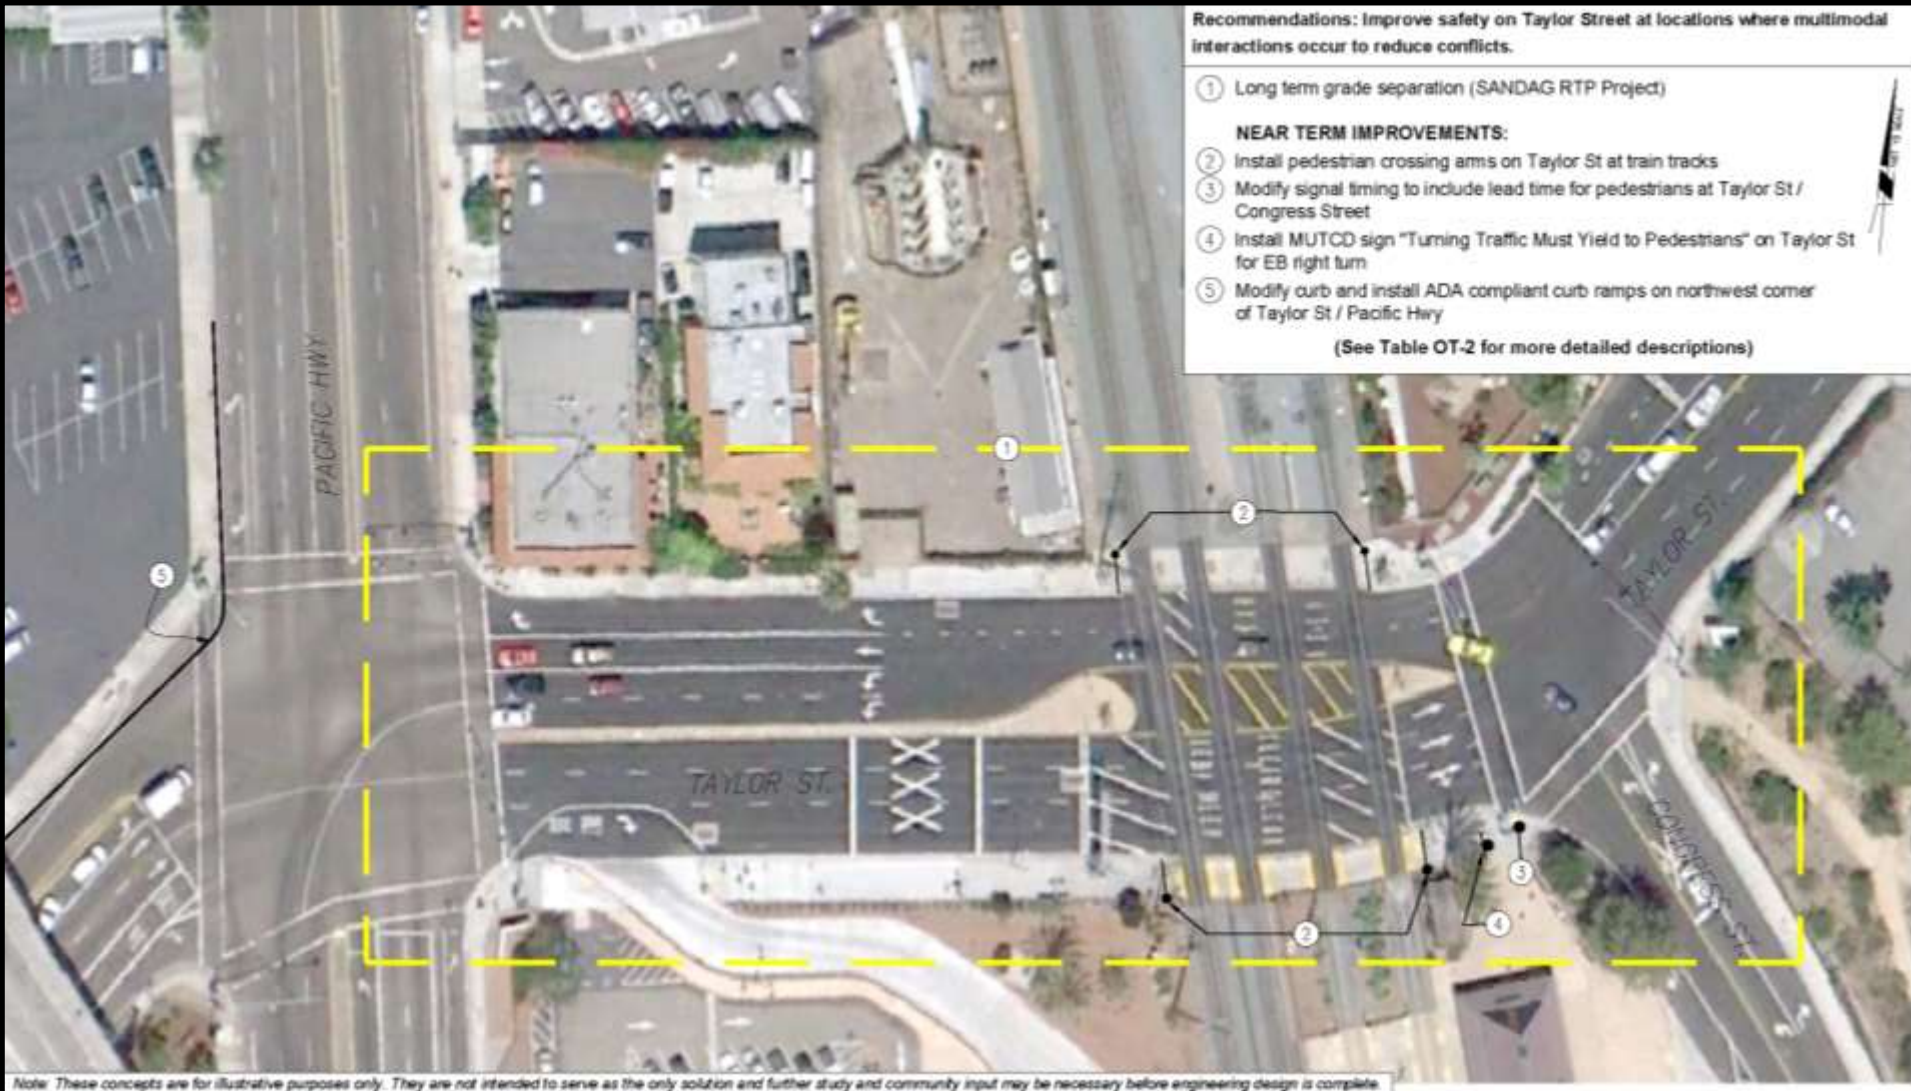 Recommendations: Improve safety on Taylor Street at locations where multimodal
interactions occur to reduce conflicts.
1 Long term grade separation (SANDAG RTP Project)
NEAR TERM IMPROVEMENTS:
2 Install pedestrian crossing arms on Taylor St at train tracks
3 Modify signal timing to include lead time for pedestrians at Taylor St /
Congress Street
4 Install MUTCD sign "Turning Traffic Must Yield to Pedestrians" on Taylor St
for EB right turn
5 Modify curb and install ADA compliant curb ramps on northwest corner
of Taylor St / Pacific Hwy
(See Table OT-2 for more detailed descriptions)
PACIFIC HWY
1
2
5
TAYLOR ST.
TAYLOR ST.
CONGRESS ST.
3
4
2
Note: These concepts are for illustrative purposes only. They are not intended to serve as the only solution and further study and community input may be necessary before engineering design is complete.